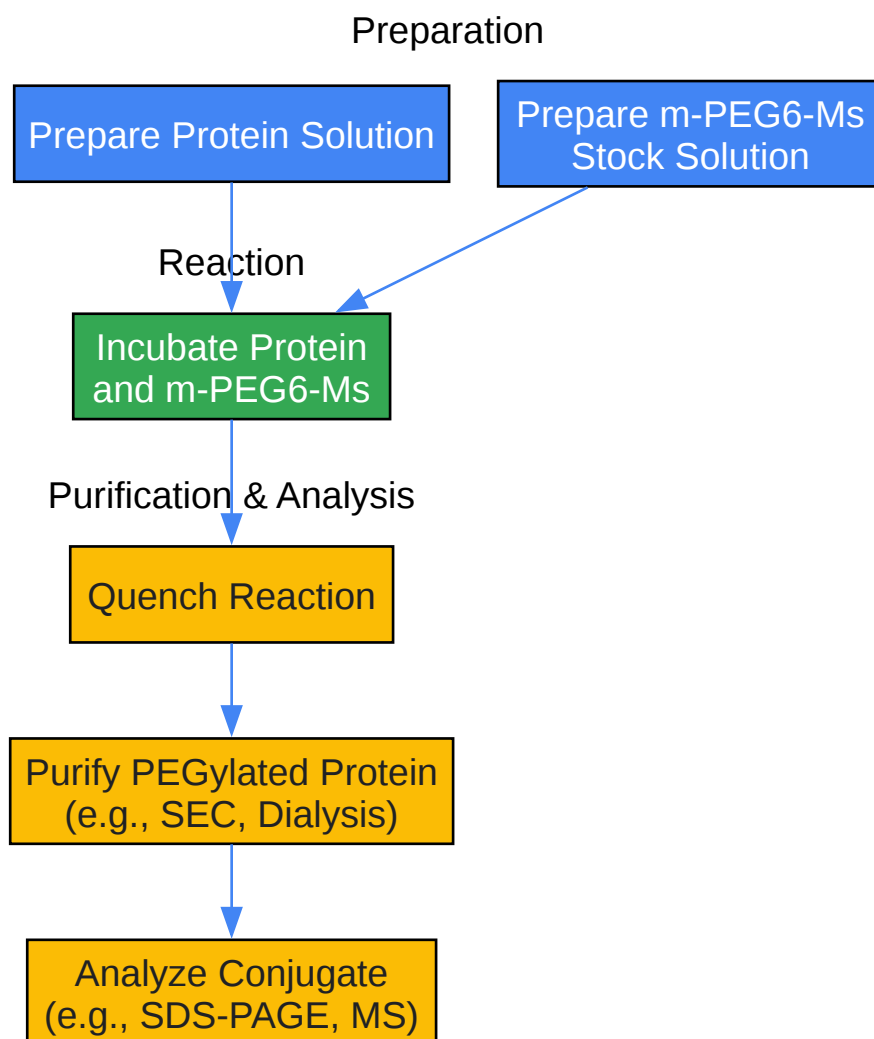 Preparation
Prepare Protein Solution
Prepare m-PEG6-Ms
Stock Solution
Reaction
Incubate Protein
and m-PEG6-Ms
Purification & Analysis
Quench Reaction
Purify PEGylated Protein
(e.g., SEC, Dialysis)
Analyze Conjugate
(e.g., SDS-PAGE, MS)